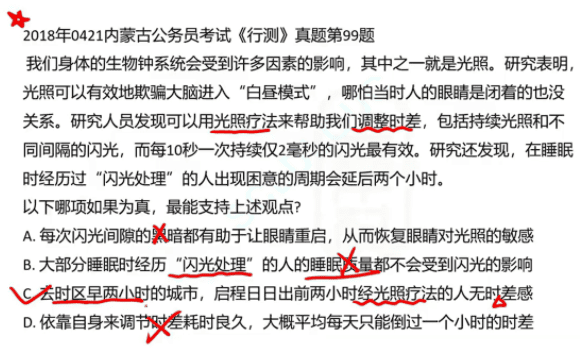 2018年0421内蒙古公务员考试《行测》真题第99题
我们身体的生物钟系统会受到许多因素的影响，其中之一就是光照。研究表明，
光照可以有效地欺骗大脑进入“白昼模式”，哪怕当时人的眼睛是闭着的也没
关系。研究人员发现可以用光照疗法来帮助我们调整时差，包括持续光照和不
同间隔的闪光，而每10秒一次持续仅2毫秒的闪光最有效。研究还发现，在睡眠
时经历过“闪光处理”的人出现困意的周期会延后两个小时。
以下哪项如果为真，最能支持上述观点?
A. 每次闪光间隙的黑暗都有助于让眼睛重启，从而恢复眼睛对光照的敏感
B. 大部分睡眠时经历“闪光处理”的人的睡眠质量都不会受到闪光的影响
C. 去时区早两小时的城市，启程日日出前两小时经光照疗法的人无时差感
D. 依靠自身来调节时差耗时良久，大概平均每天只能倒过一个小时的时差